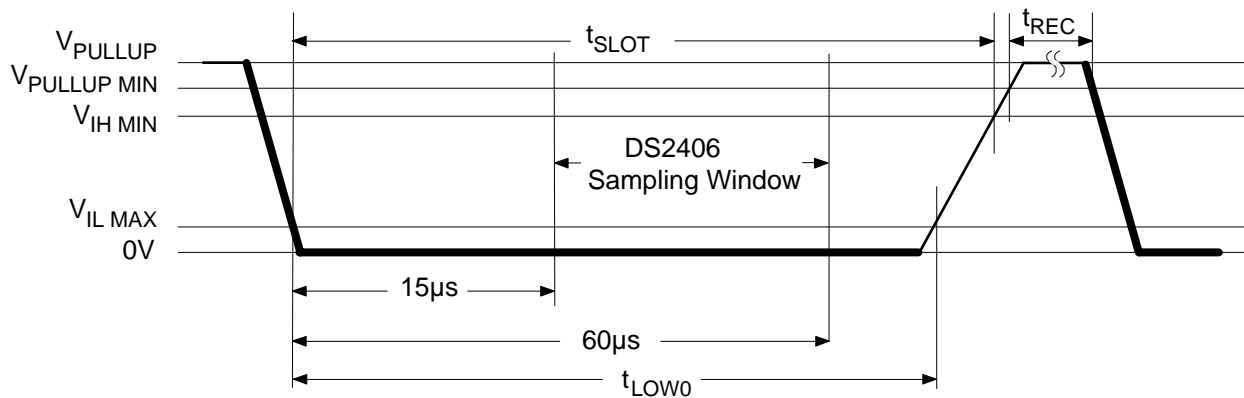 t_SLOT
t_REC
V_PULLUP
V_PULLUP MIN
V_IH MIN
DS2406
Sampling Window
V_IL MAX
0V
15µs
60µs
t_LOW0